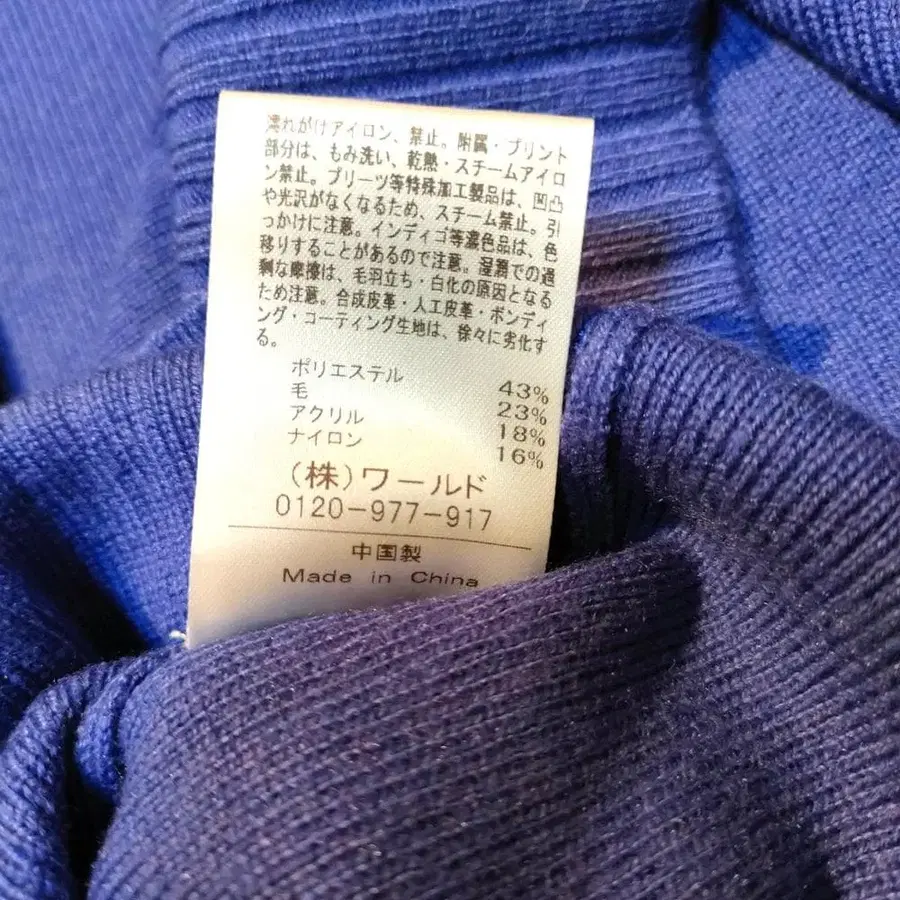 濡れがけアイロン、禁止。附属・プリント
部分は、もみ洗い、乾熱・スチームアイロ
ン禁止。プリーツ等特殊加工製品は、凹凸
や光沢がなくなるため、スチーム禁止。引
っかけに注意。インディゴ等濃色品は、色
移りすることがあるので注意。湿潤での過
剰な摩擦は、毛羽立ち・白化の原因となる
ため注意。合成皮革・人工皮革・ボンディ
ング・コーティング生地は、徐々に劣化す
る。
ポリエステル 43%
毛 23%
アクリル 18%
ナイロン 16%
(株)ワールド
0120-977-917
中国製
Made in China